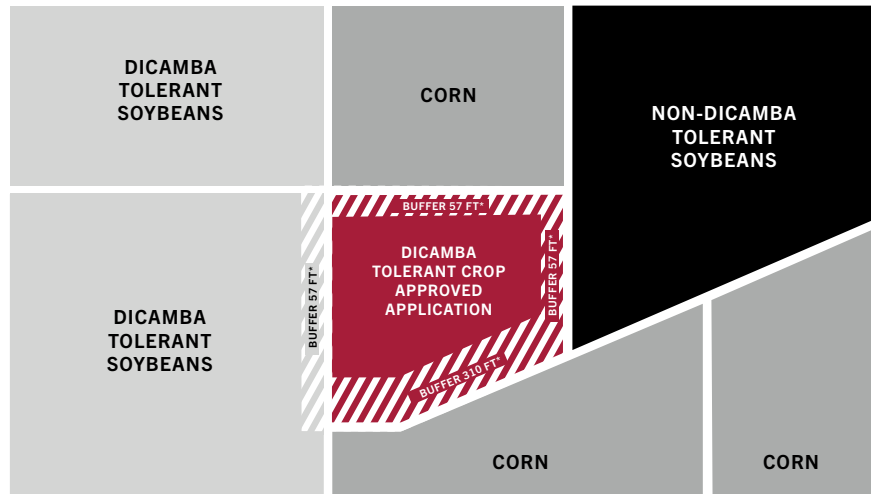 DICAMBA
TOLERANT
SOYBEANS
CORN
NON-DICAMBA
TOLERANT
SOYBEANS
BUFFER 57 FT*
BUFFER 57 FT*
DICAMBA
TOLERANT CROP
APPROVED
APPLICATION
BUFFER 57 FT*
DICAMBA
TOLERANT
SOYBEANS
BUFFER 310 FT*
CORN
CORN